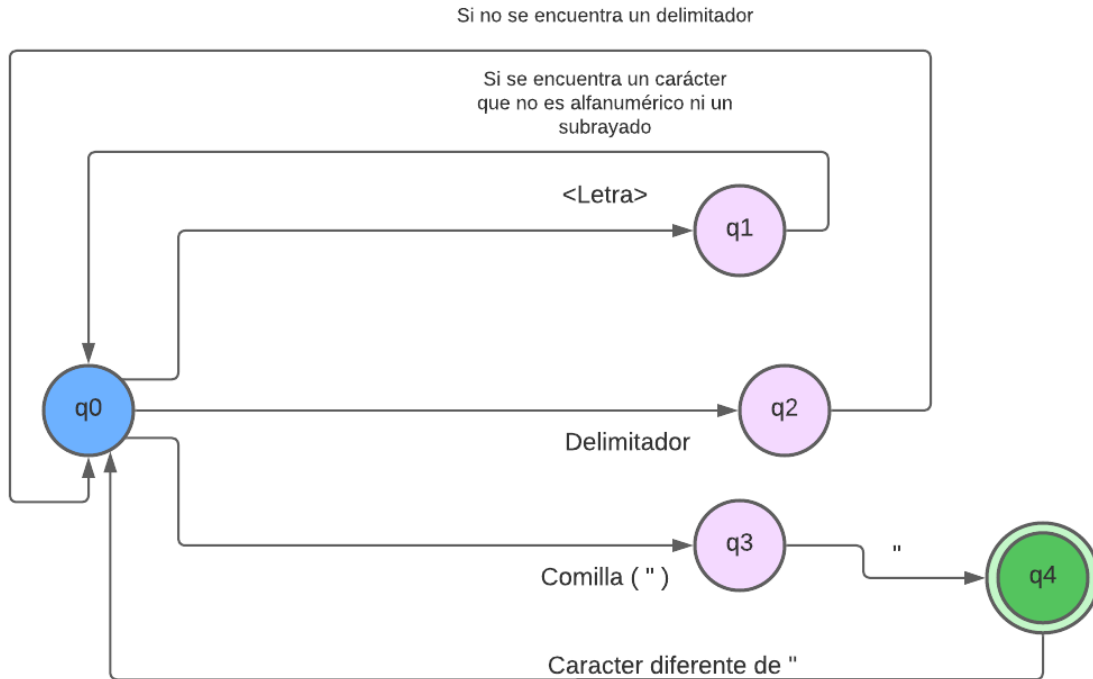 Si no se encuentra un delimitador
Si se encuentra un carácter
que no es alfanumérico ni un
subrayado
<Letra>
q1
q0
q2
Delimitador
q3
"
Comilla ( " )
q4
Caracter diferente de "